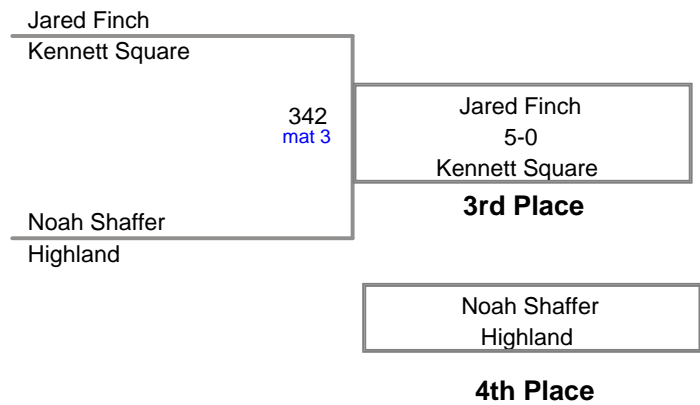 Jared Finch
Kennett Square
342
mat 3
Jared Finch
5-0
Kennett Square
3rd Place
Noah Shaffer
Highland
Noah Shaffer
Highland
4th Place